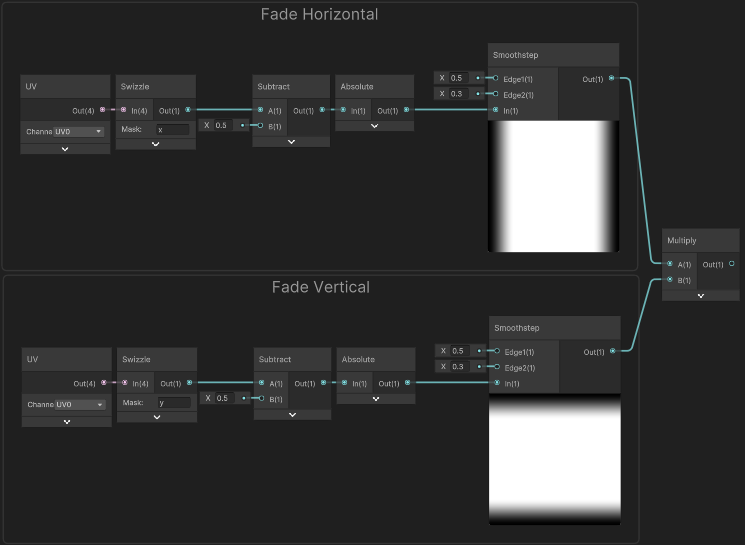 Fade Horizontal
Smoothstep
X 0.5 Edge1(1) Out(1)
X 0.3 Edge2(1)
In(1)
UV Swizzle Subtract Absolute
Out(4) In(4) Out(1) A(1) Out(1) In(1) Out(1)
X 0.5 B(1)
Channe UV0 Mask: x
Multiply
A(1) Out(1)
B(1)
Fade Vertical
Smoothstep
X 0.5 Edge1(1) Out(1)
X 0.3 Edge2(1)
In(1)
UV Swizzle Subtract Absolute
Out(4) In(4) Out(1) A(1) Out(1) In(1) Out(1)
X 0.5 B(1)
Channe UV0 Mask: y